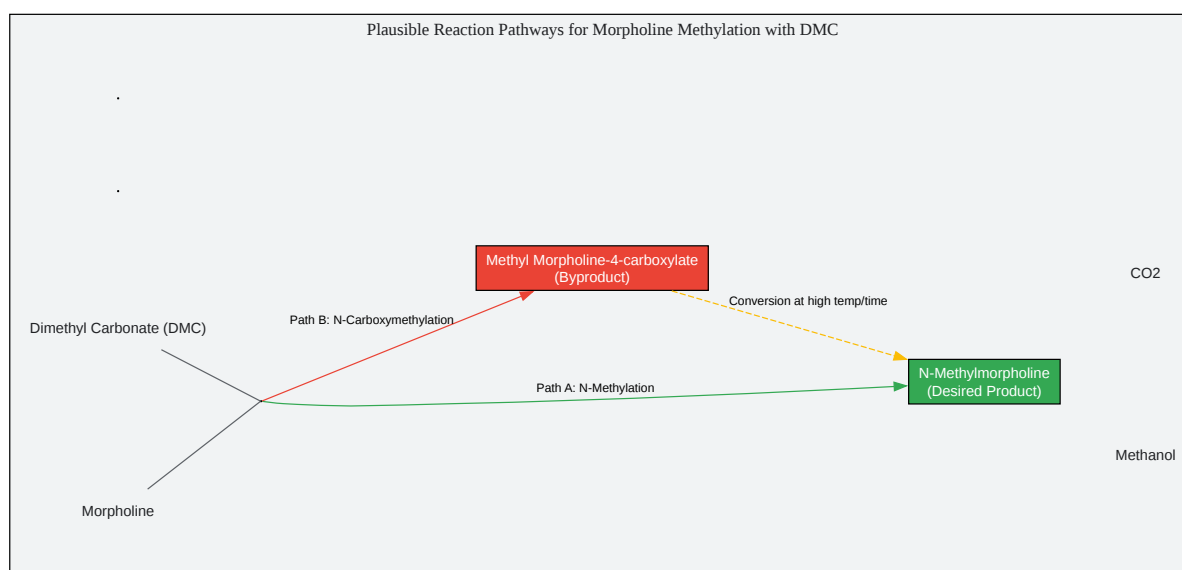 Plausible Reaction Pathways for Morpholine Methylation with DMC
Methyl Morpholine-4-carboxylate
(Byproduct)
CO2
Conversion at high temp/time
Path B: N-Carboxymethylation
Dimethyl Carbonate (DMC)
N-Methylmorpholine
(Desired Product)
Path A: N-Methylation
Methanol
Morpholine